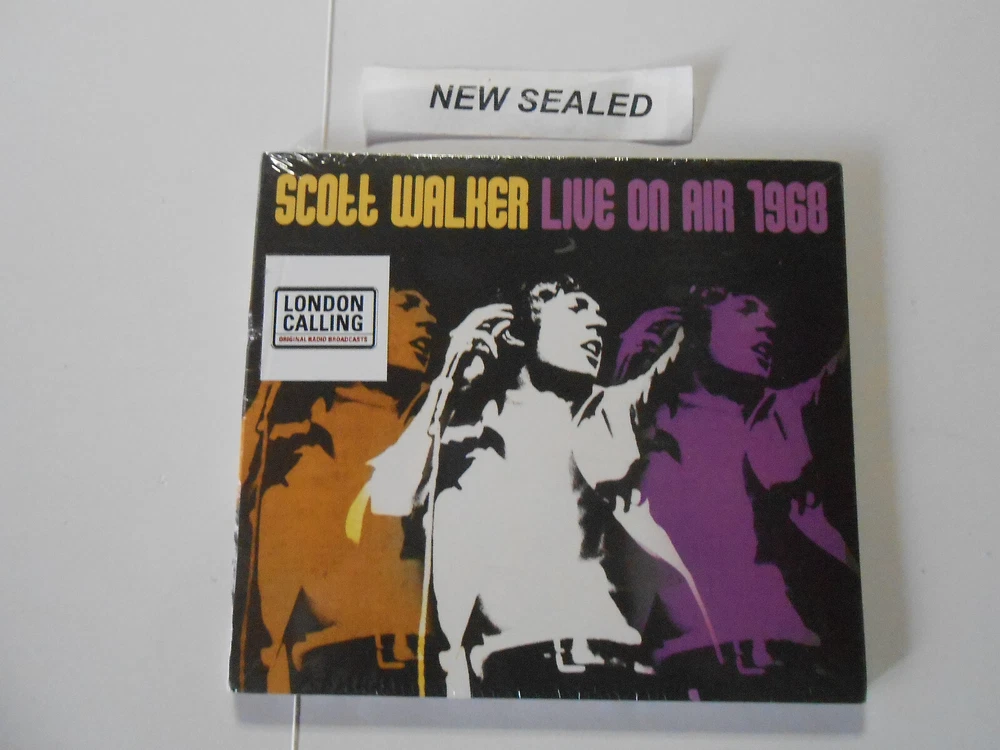 NEW SEALED
SCOtt WALKER LIVE ON AIR 1968
LONDON
CALLING
ORIGINAL RADIO BROADCASTS